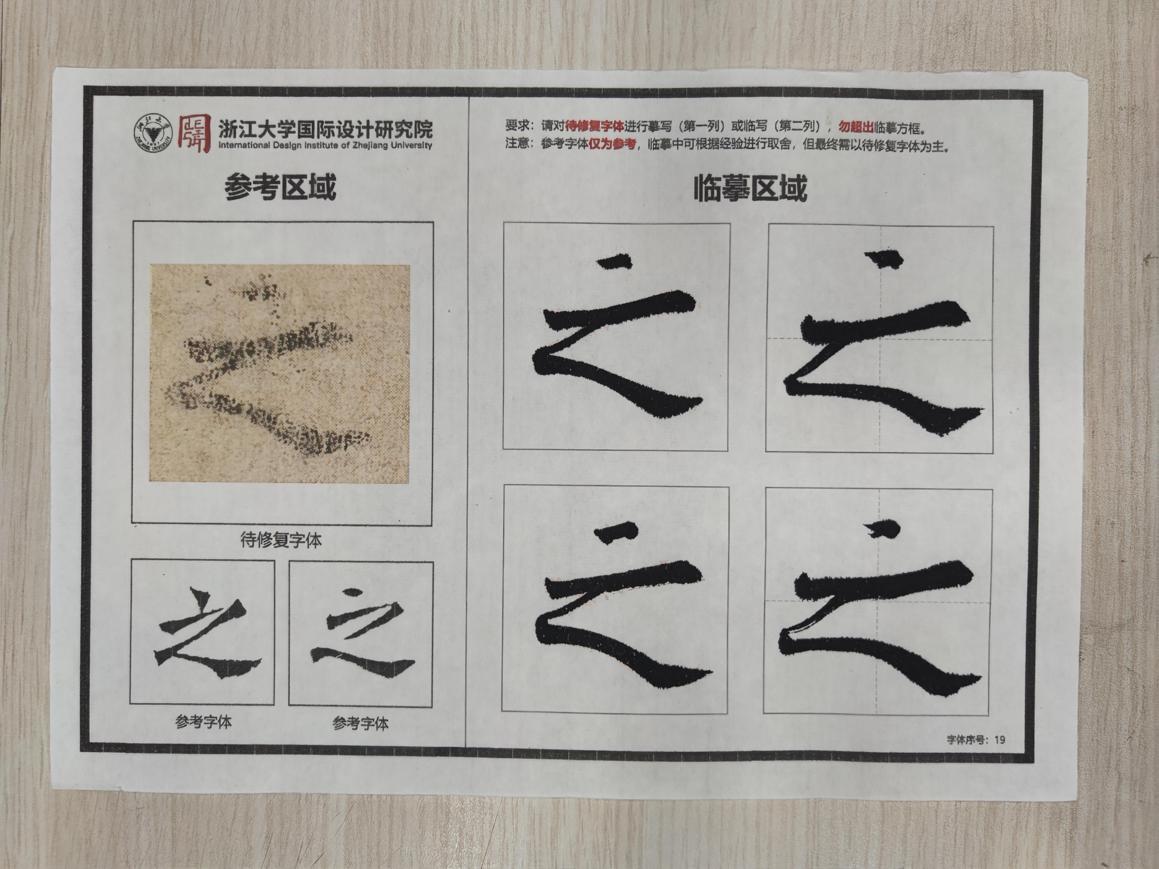 浙江大学国际设计研究院
International Design Institute of Zhejiang University
参考区域
之
待修复字体
之
之
参考字体
参考字体
要求：请对待修复字体进行摹写（第一列）或临写（第二列），勿超出临摹方框。
注意：参考字体仅为参考，临摹中可根据经验进行取舍，但最终需以待修复字体为主。
临摹区域
之
之
之
之
字体序号：19